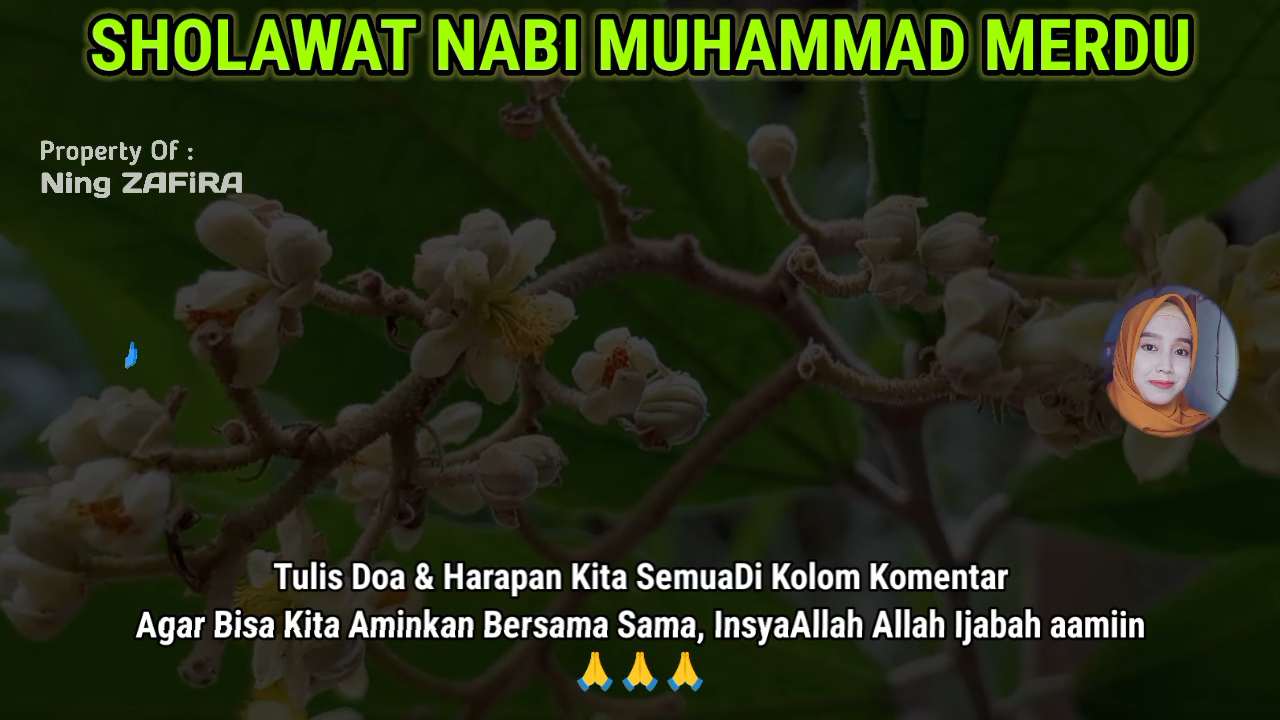 SHOLAWAT NABI MUHAMMAD MERDU
Property Of :
Ning ZAFiRA
Tulis Doa & Harapan Kita SemuaDi Kolom Komentar
Agar Bisa Kita Aminkan Bersama Sama, InsyaAllah Allah Ijabah aamiin
🙏🙏🙏